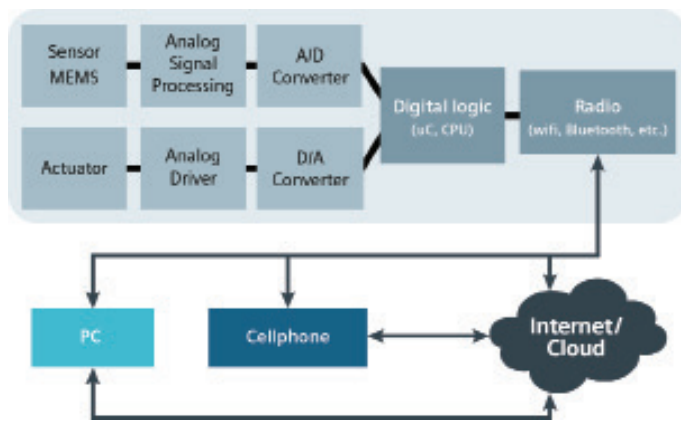 Sensor
MEMS
Analog
Signal
Processing
A/D
Converter
Digital logic
(uC, CPU)
Radio
(wifi, Bluetooth, etc.)
Actuator
Analog
Driver
D/A
Converter
PC
Cellphone
Internet/
Cloud